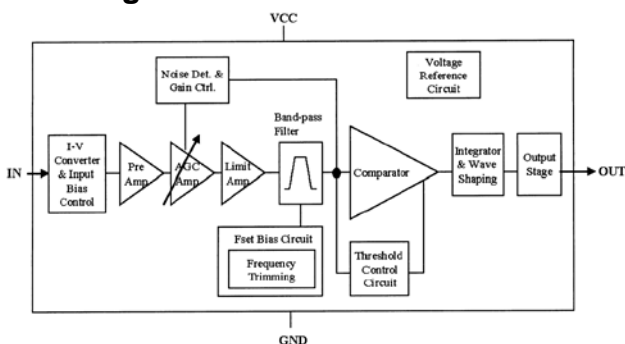 VCC
Noise Det. &
Gain Ctrl.
Voltage
Reference
Circuit
Band-pass
Filter
I-V
Converter
& Input
Bias
Control
IN
Pre
Amp
AGC
Amp
Limit
Amp
Comparator
Integrator
& Wave
Shaping
Output
Stage
OUT
Fset Bias Circuit
Frequency
Trimming
Threshold
Control
Circuit
GND